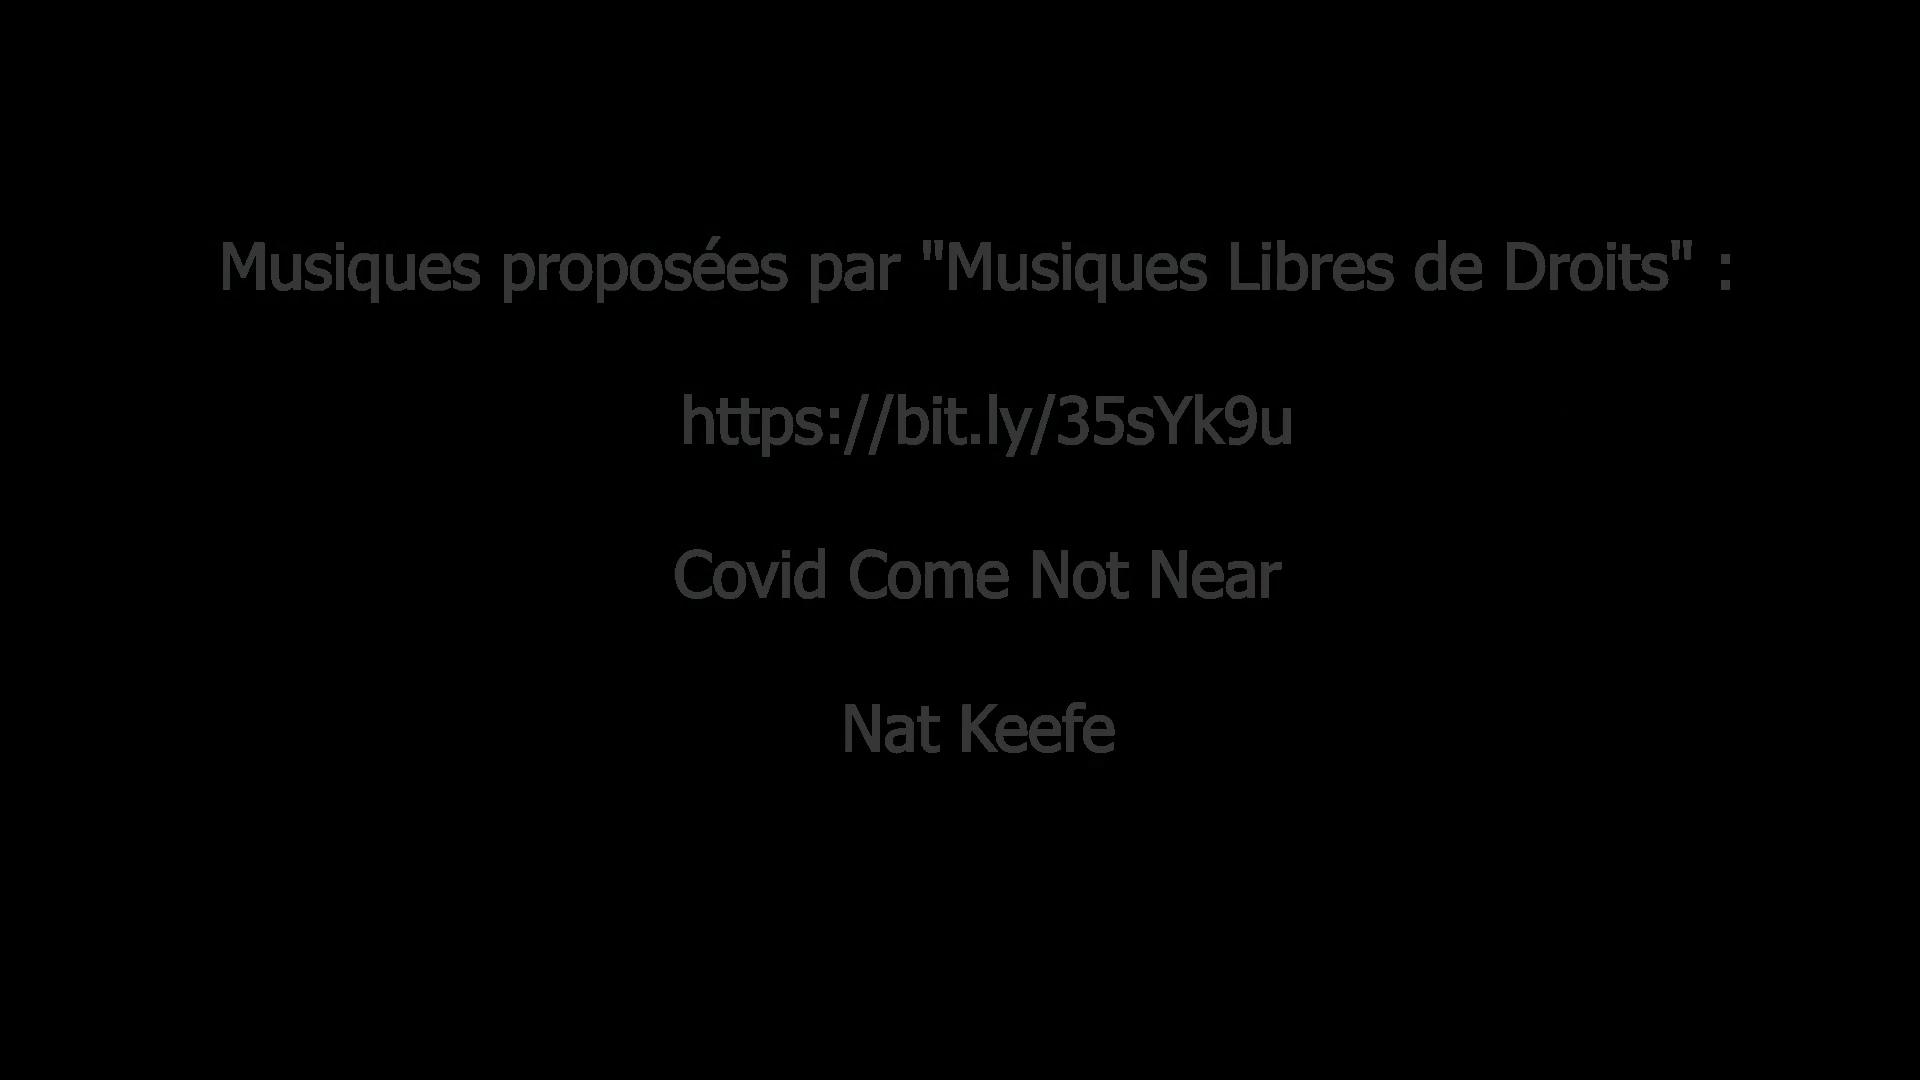 Musiques proposées par "Musiques Libres de Droits" :
https://bit.ly/35sYk9u
Covid Come Not Near
Nat Keefe